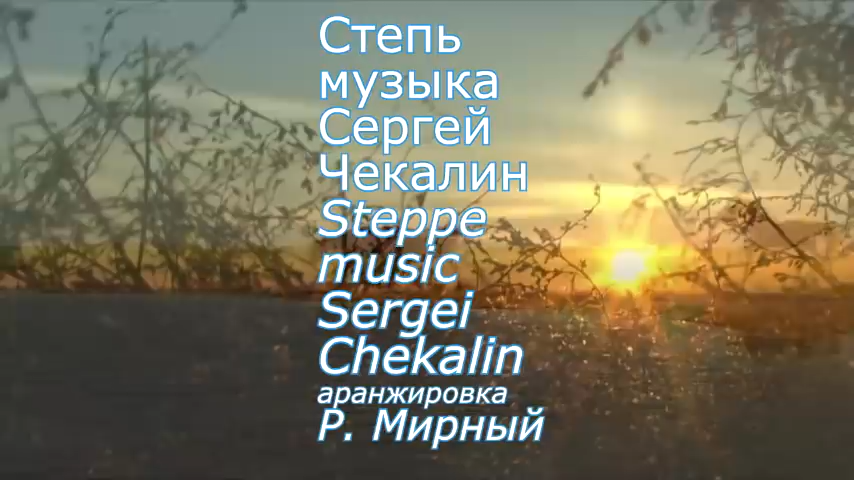 Степь
музыка
Сергей
Чекалин
Steppe
music
Sergei
Chekalin
аранжировка
Р. Мирный